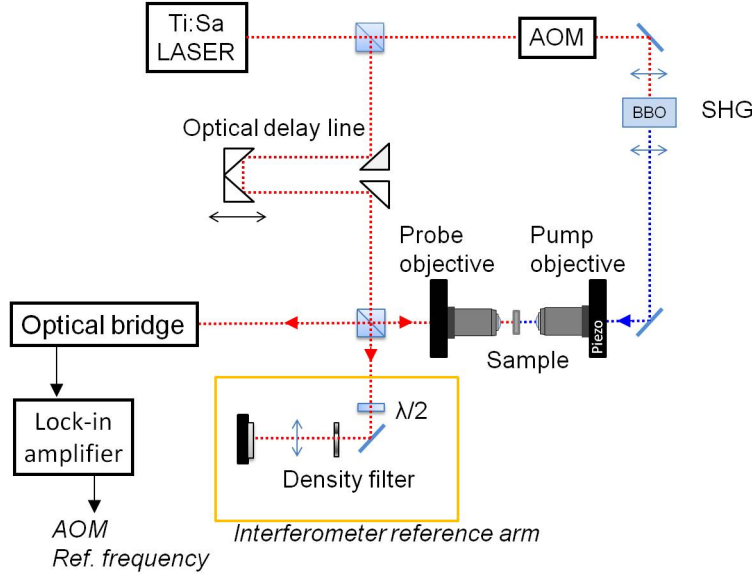 Ti:Sa
LASER
AOM
BBO
SHG
Optical delay line
Probe
objective
Pump
objective
Optical bridge
Piezo
Sample
Lock-in
amplifier
λ/2
Density filter
AOM
Ref. frequency
Interferometer reference arm